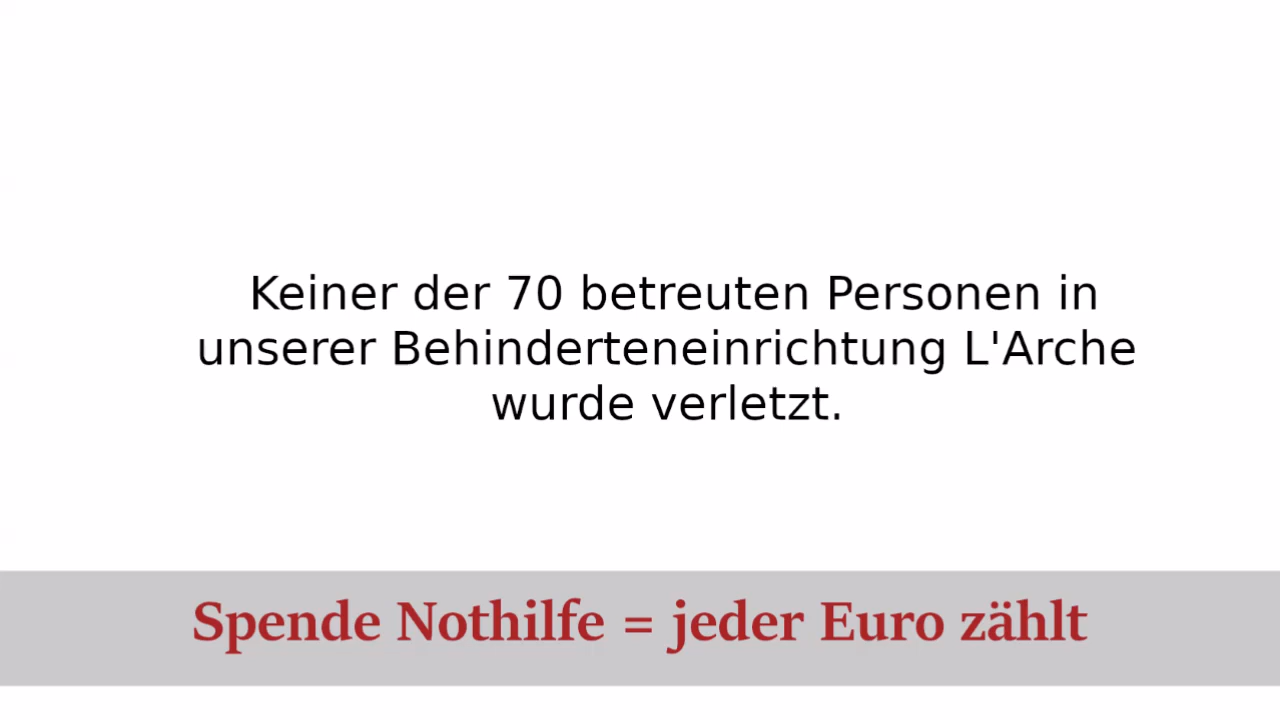 Keiner der 70 betreuten Personen in
unserer Behinderteneinrichtung L'Arche
wurde verletzt.
Spende Nothilfe = jeder Euro zählt